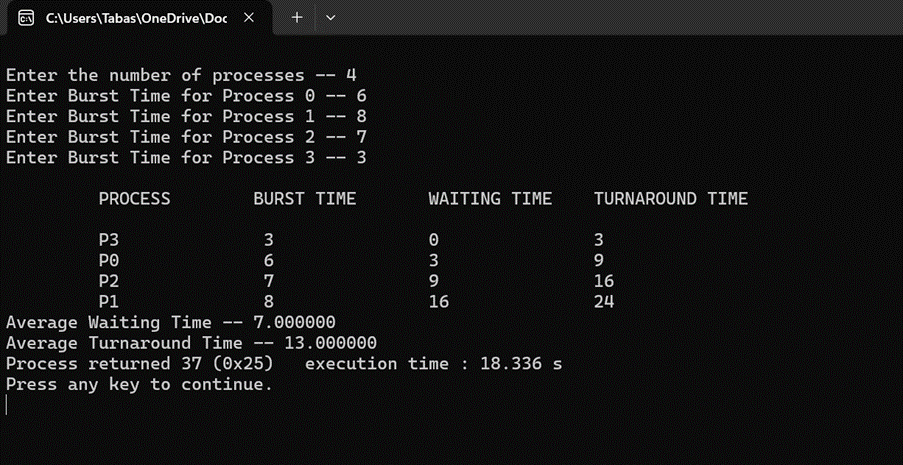 C:\Users\Tabas\OneDrive\Doc
Enter the number of processes -- 4
Enter Burst Time for Process 0 -- 6
Enter Burst Time for Process 1 -- 8
Enter Burst Time for Process 2 -- 7
Enter Burst Time for Process 3 -- 3
PROCESS BURST TIME WAITING TIME TURNAROUND TIME
P3 3 0 3
P0 6 3 9
P2 7 9 16
P1 8 16 24
Average Waiting Time -- 7.000000
Average Turnaround Time -- 13.000000
Process returned 37 (0x25) execution time : 18.336 s
Press any key to continue.